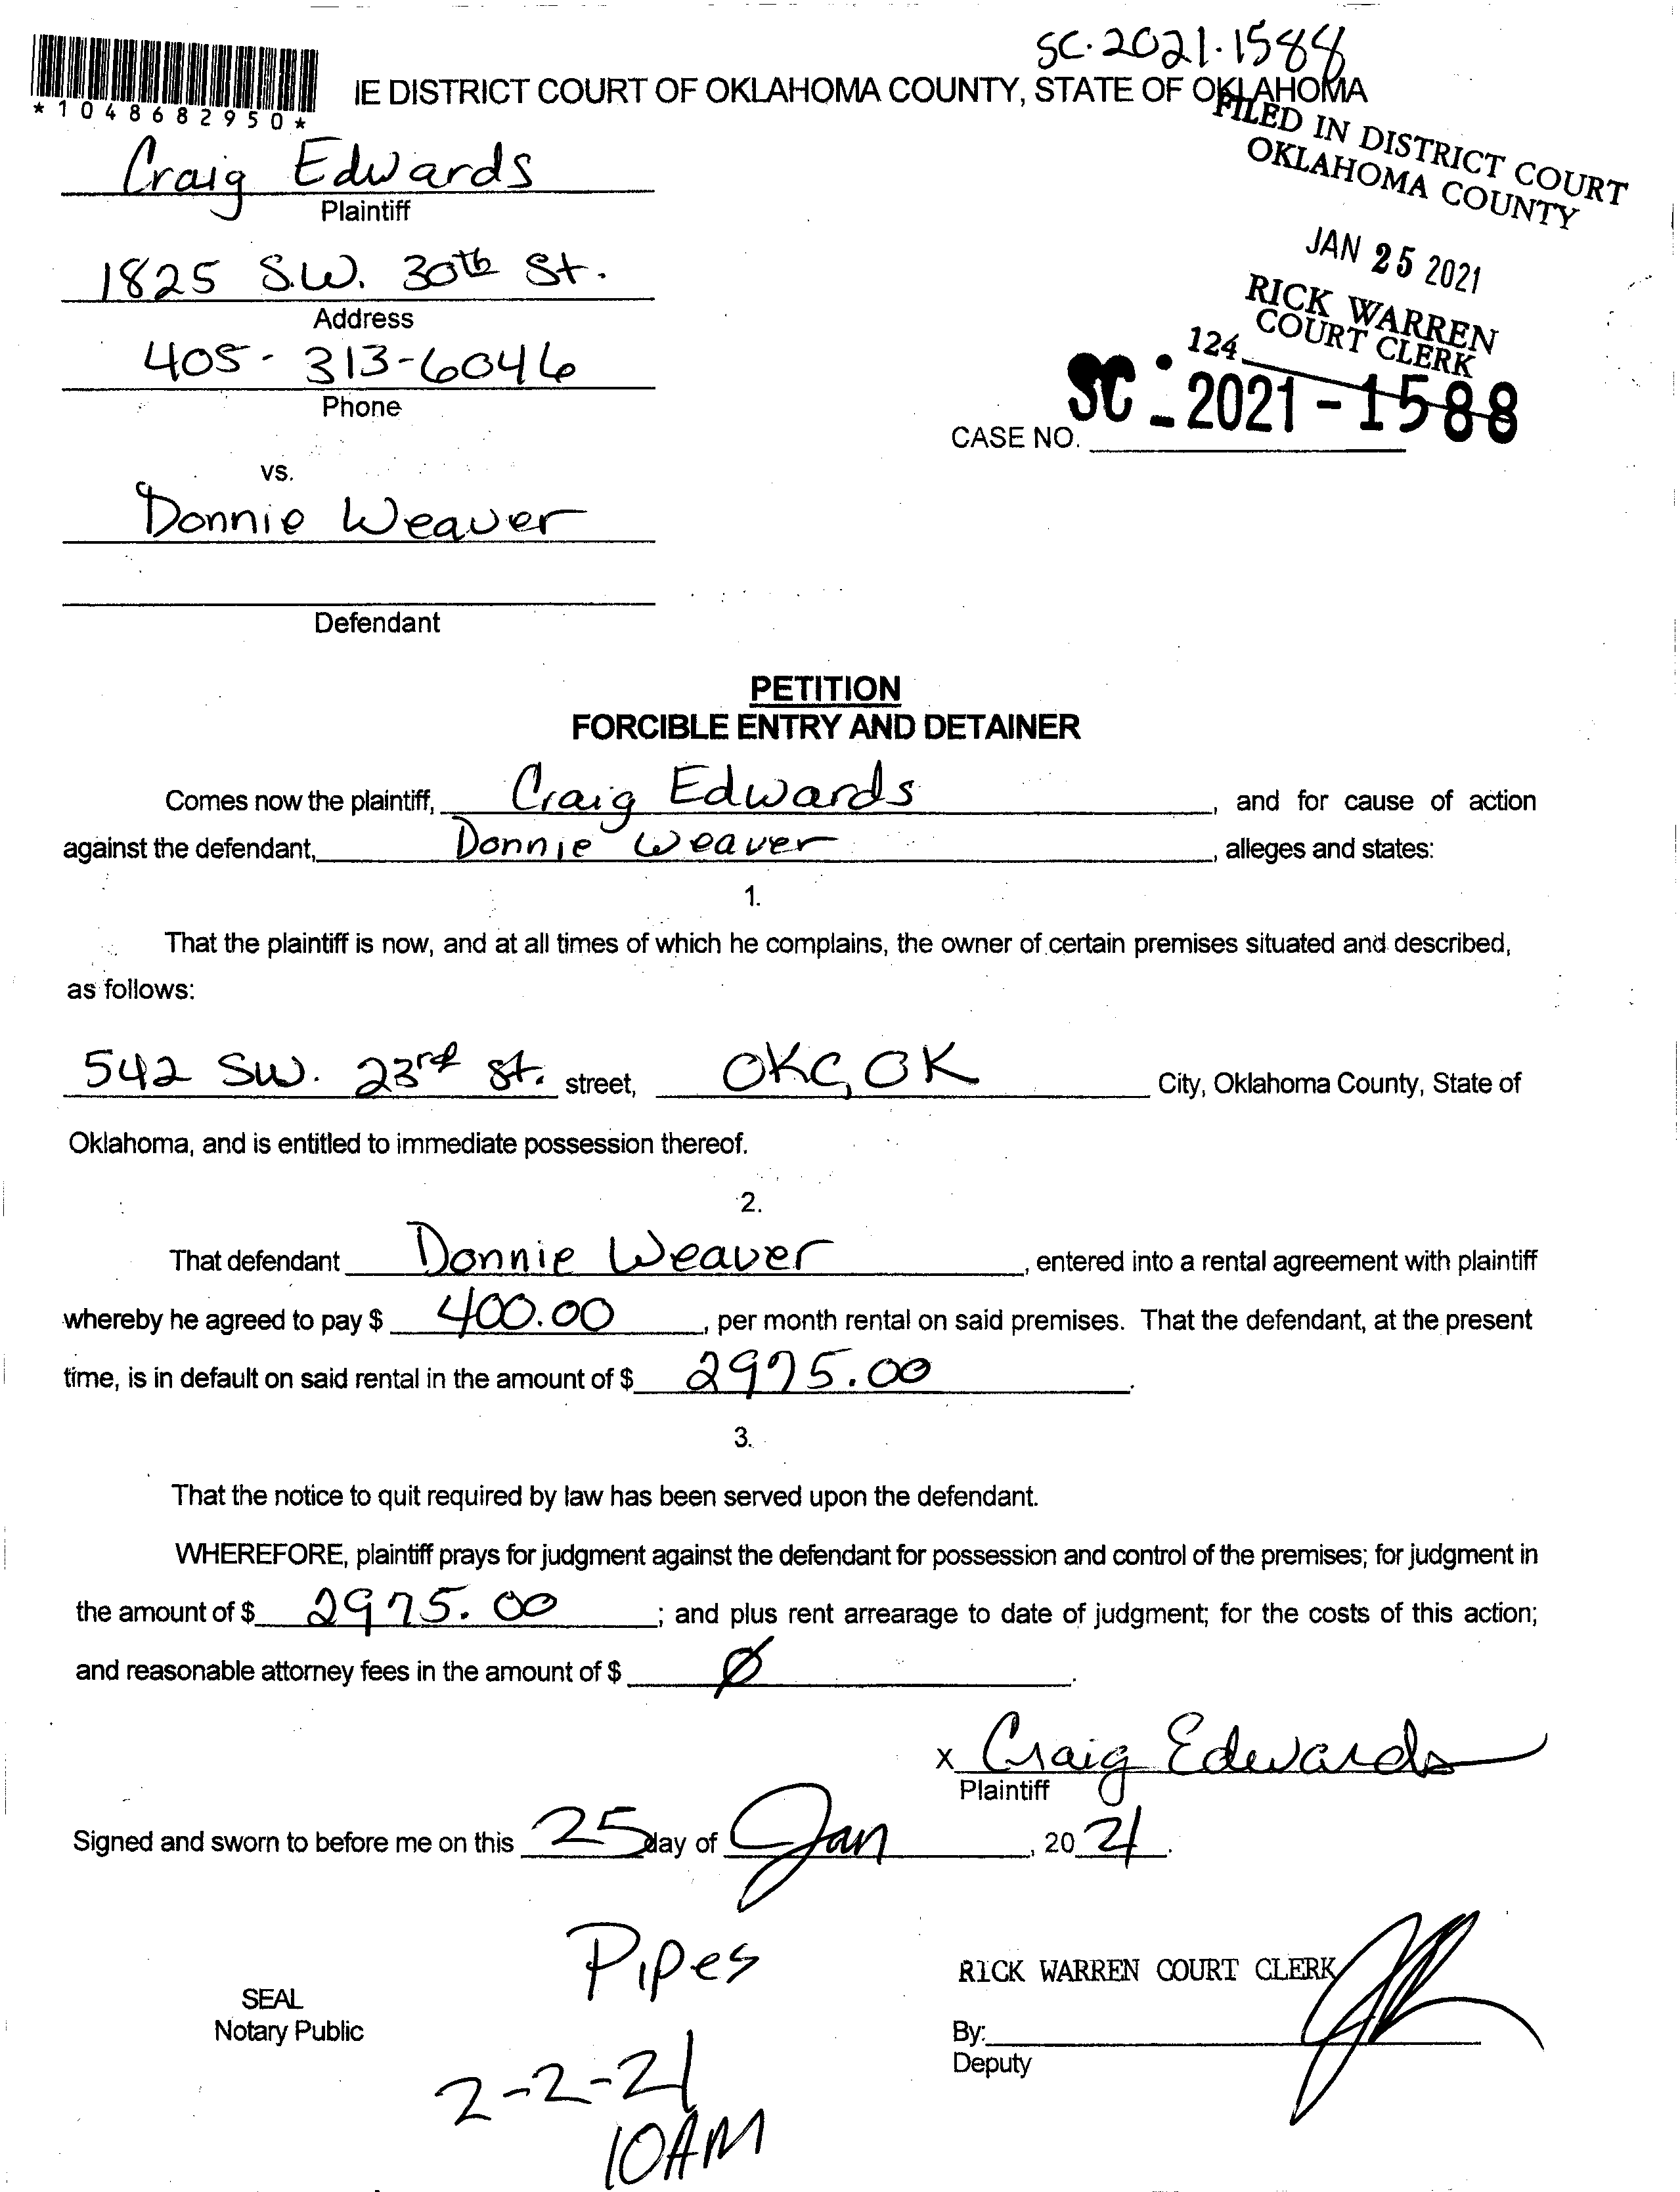 SC-2021-1588
IE DISTRICT COURT OF OKLAHOMA COUNTY, STATE OF OKLAHOMA
*1048682950*
FILED IN DISTRICT COURT
OKLAHOMA COUNTY
Craig Edwards
Plaintiff
JAN 25 2021
1825 S.W. 30th St.
Address
RICK WARREN
COURT CLERK
124
405-313-6046
Phone
SC - 2021 - 1588
CASE NO.
vs.
Donnie Weaver
Defendant
PETITION
FORCIBLE ENTRY AND DETAINER
Comes now the plaintiff, Craig Edwards, and for cause of action
against the defendant, Donnie Weaver, alleges and states:
1.
That the plaintiff is now, and at all times of which he complains, the owner of certain premises situated and described,
as follows:
542 SW. 23rd St. street, OKC, OK City, Oklahoma County, State of
Oklahoma, and is entitled to immediate possession thereof.
2.
That defendant Donnie Weaver, entered into a rental agreement with plaintiff
whereby he agreed to pay $ 400.00, per month rental on said premises. That the defendant, at the present
time, is in default on said rental in the amount of $ 2975.00.
3.
That the notice to quit required by law has been served upon the defendant.
WHEREFORE, plaintiff prays for judgment against the defendant for possession and control of the premises; for judgment in
the amount of $ 2975.00; and plus rent arrearage to date of judgment; for the costs of this action;
and reasonable attorney fees in the amount of $ Ø.
X Craig Edwards
Plaintiff
Signed and sworn to before me on this 25 day of Jan, 2021.
Pipes
RICK WARREN COURT CLERK
SEAL
Notary Public
By:
Deputy
2-2-21
10AM